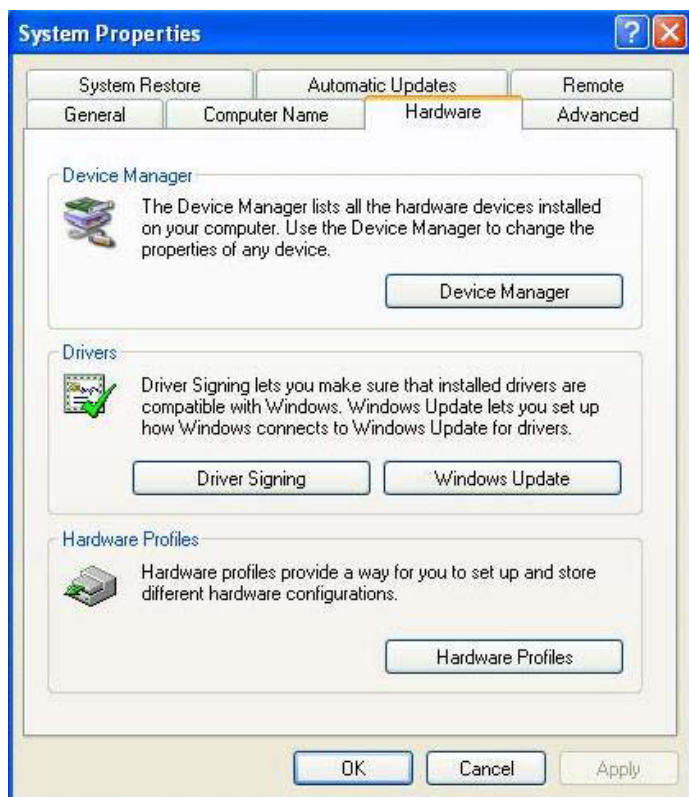 System Properties
System Restore
Automatic Updates
Remote
General
Computer Name
Hardware
Advanced
Device Manager
The Device Manager lists all the hardware devices installed
on your computer. Use the Device Manager to change the
properties of any device.
Device Manager
Drivers
Driver Signing lets you make sure that installed drivers are
compatible with Windows. Windows Update lets you set up
how Windows connects to Windows Update for drivers.
Driver Signing
Windows Update
Hardware Profiles
Hardware profiles provide a way for you to set up and store
different hardware configurations.
Hardware Profiles
OK
Cancel
Apply